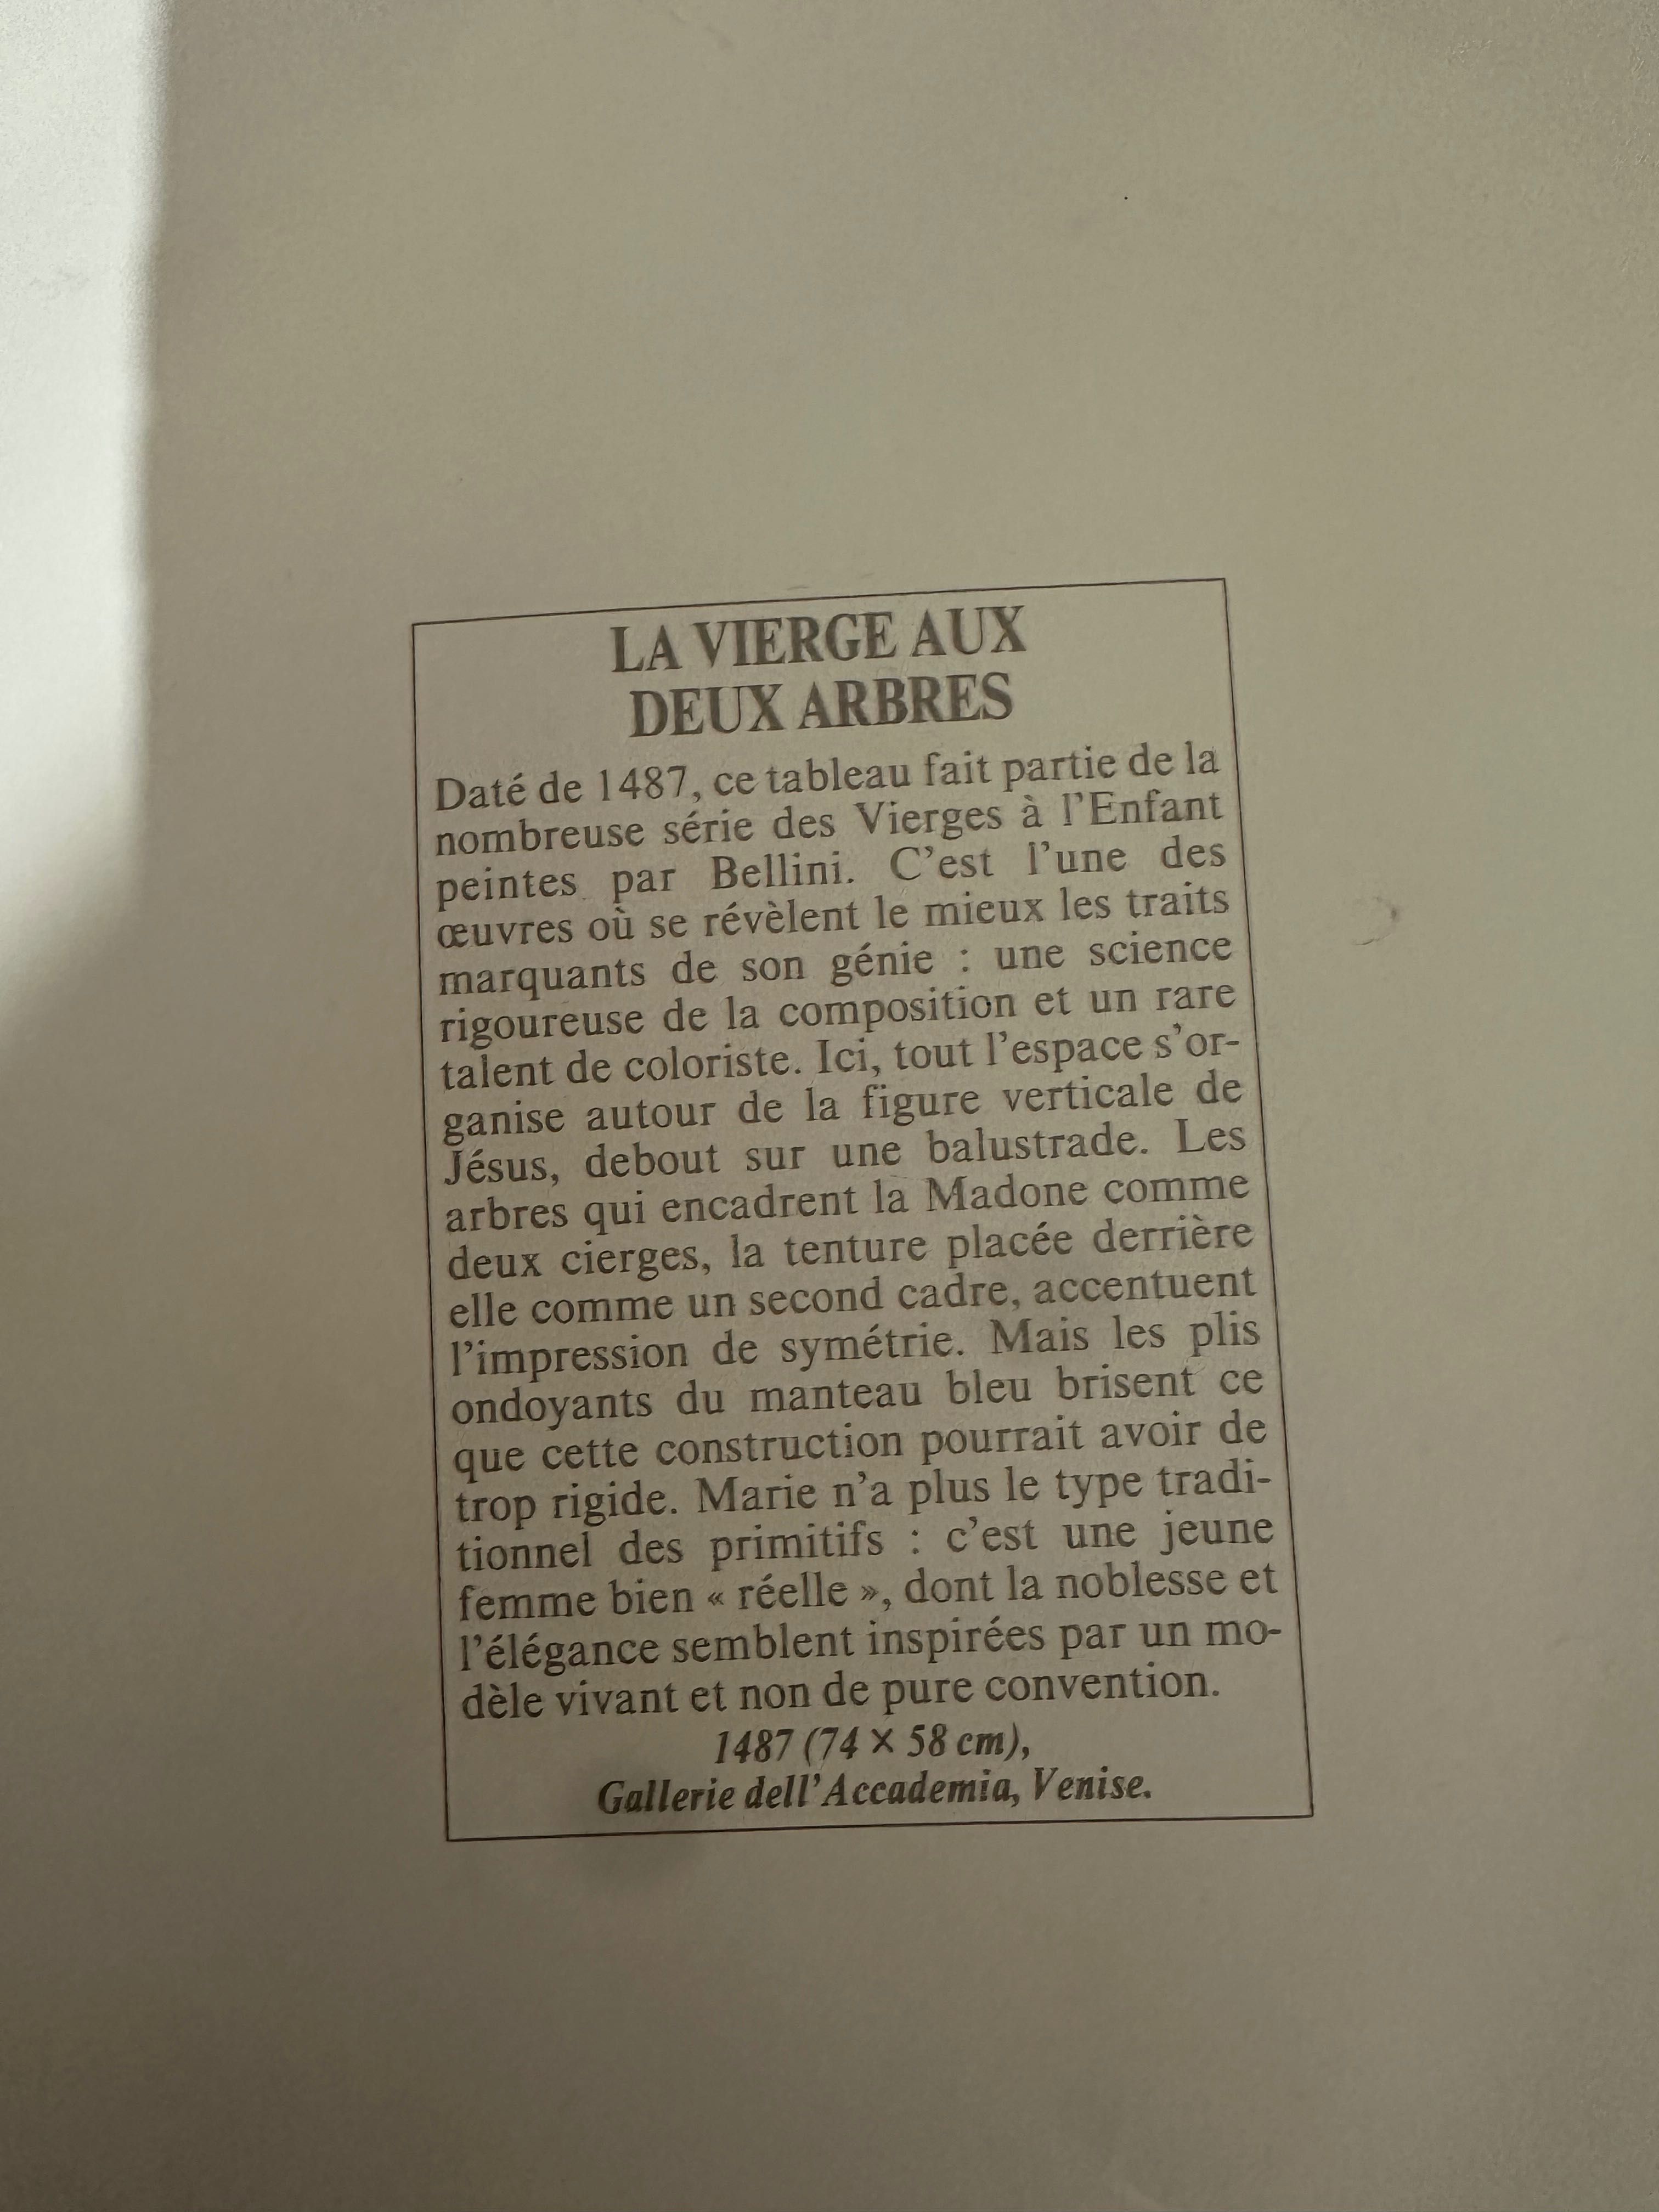 LA VIERGE AUX
DEUX ARBRES
Daté de 1487, ce tableau fait partie de la
nombreuse série des Vierges à l'Enfant
peintes par Bellini. C'est l'une des
œuvres où se révèlent le mieux les traits
marquants de son génie : une science
rigoureuse de la composition et un rare
talent de coloriste. Ici, tout l'espace s'or-
ganise autour de la figure verticale de
Jésus, debout sur une balustrade. Les
arbres qui encadrent la Madone comme
deux cierges, la tenture placée derrière
elle comme un second cadre, accentuent
l'impression de symétrie. Mais les plis
ondoyants du manteau bleu brisent ce
que cette construction pourrait avoir de
trop rigide. Marie n'a plus le type tradi-
tionnel des primitifs : c'est une jeune
femme bien « réelle », dont la noblesse et
l'élégance semblent inspirées par un mo-
dèle vivant et non de pure convention.
1487 (74 × 58 cm),
Gallerie dell'Accademia, Venise.